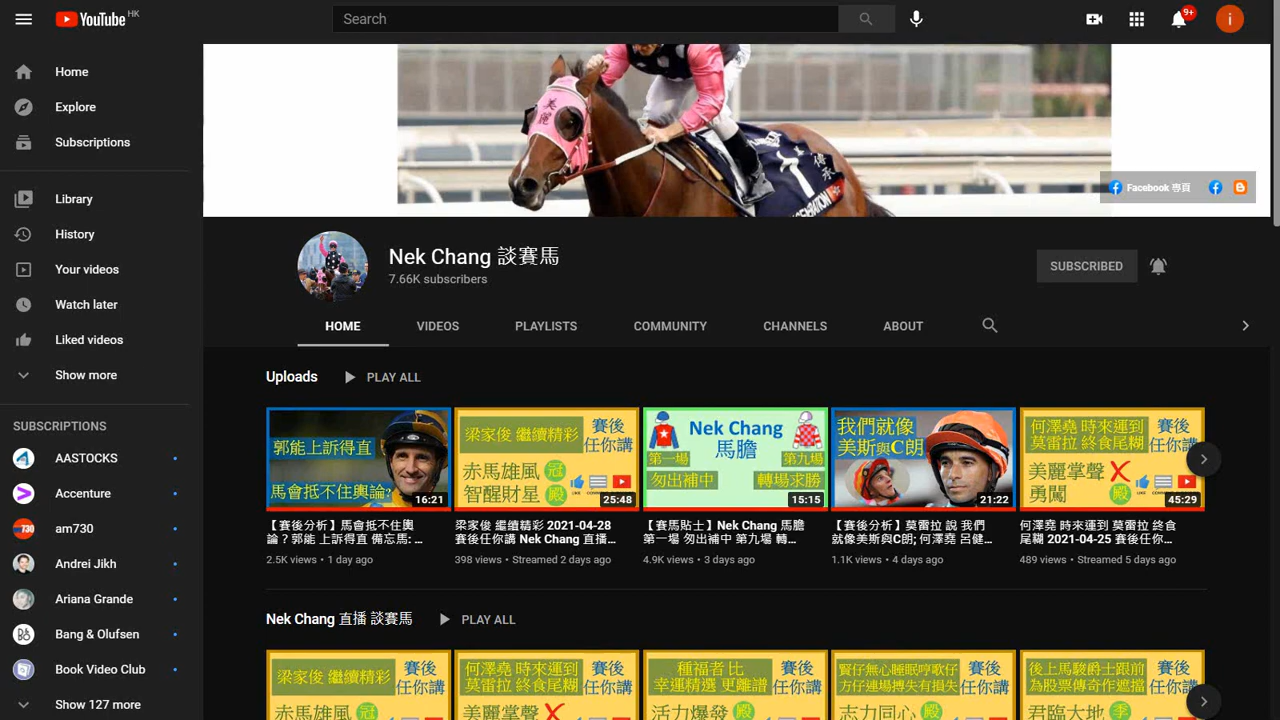 YouTube HK
Search
9+
i
Home
Explore
Subscriptions
Library
History
Your videos
Watch later
Liked videos
Show more
SUBSCRIPTIONS
AASTOCKS
Accenture
am730
Andrei Jikh
Ariana Grande
Bang & Olufsen
Book Video Club
Show 127 more
美麗
傳承
Facebook 專頁
Nek Chang 談賽馬
7.66K subscribers
SUBSCRIBED
HOME VIDEOS PLAYLISTS COMMUNITY CHANNELS ABOUT
Uploads PLAY ALL
郭能上訴得直
馬會抵不住輿論?
16:21
【賽後分析】馬會抵不住輿
論？郭能 上訴得直 備忘馬: ...
2.5K views • 1 day ago
梁家俊 繼續精彩
賽後
任你講
赤馬雄風 冠
智醒財星 殿
25:48
梁家俊 繼續精彩 2021-04-28
賽後任你講 Nek Chang 直播...
398 views • Streamed 2 days ago
Nek Chang
馬膽
第一場
第九場
匆出補中
轉場求勝
15:15
【賽馬貼士】Nek Chang 馬膽
第一場 匆出補中 第九場 轉...
4.9K views • 3 days ago
我們就像
美斯與C朗
21:22
【賽後分析】莫雷拉 說 我們
就像美斯與C朗; 何澤堯 呂健...
1.1K views • 4 days ago
何澤堯 時來運到
莫雷拉 終食尾糊
賽後
任你講
美麗掌聲
勇闖 殿
45:29
何澤堯 時來運到 莫雷拉 終食
尾糊 2021-04-25 賽後任你...
489 views • Streamed 5 days ago
Nek Chang 直播 談賽馬 PLAY ALL
梁家俊 繼續精彩
賽後
任你講
赤馬雄風 冠
何澤堯 時來運到
莫雷拉 終食尾糊
賽後
任你講
美麗掌聲
種福者 比
幸運精選 更離譜
賽後
任你講
活力爆發 殿
賢仔無心睡眠哼歌仔
方仔連場搏失有損失
賽後
任你講
志力同心 殿
後上馬駿爵士跟前
為股票傳奇作遮擋
賽後
任你講
君臨大地 季